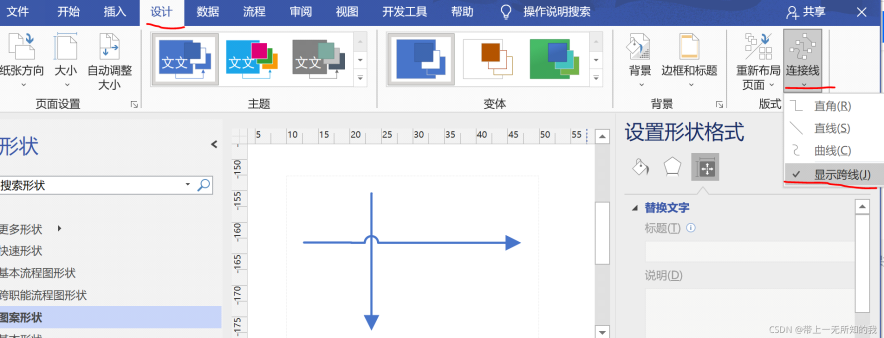 文件 开始 插入 设计 数据 流程 审阅 视图 开发工具 帮助 操作说明搜索 共享
纸张方向 大小 自动调整 背景 边框和标题 重新布局 连接线
大小 页面
文文 文文 文文
页面设置 主题 变体 背景 版式
直角(R)
直线(S)
曲线(C)
显示跨线(J)
形状
搜索形状
更多形状
快速形状
基本流程图形状
跨职能流程图形状
图案形状
基本形状
5 10 15 20 25 30 35 40 45 50 55
-150
-155
-160
-165
-170
-175
设置形状格式
替换文字
标题(T)
说明(D)
CSDN @带上一无所知的我